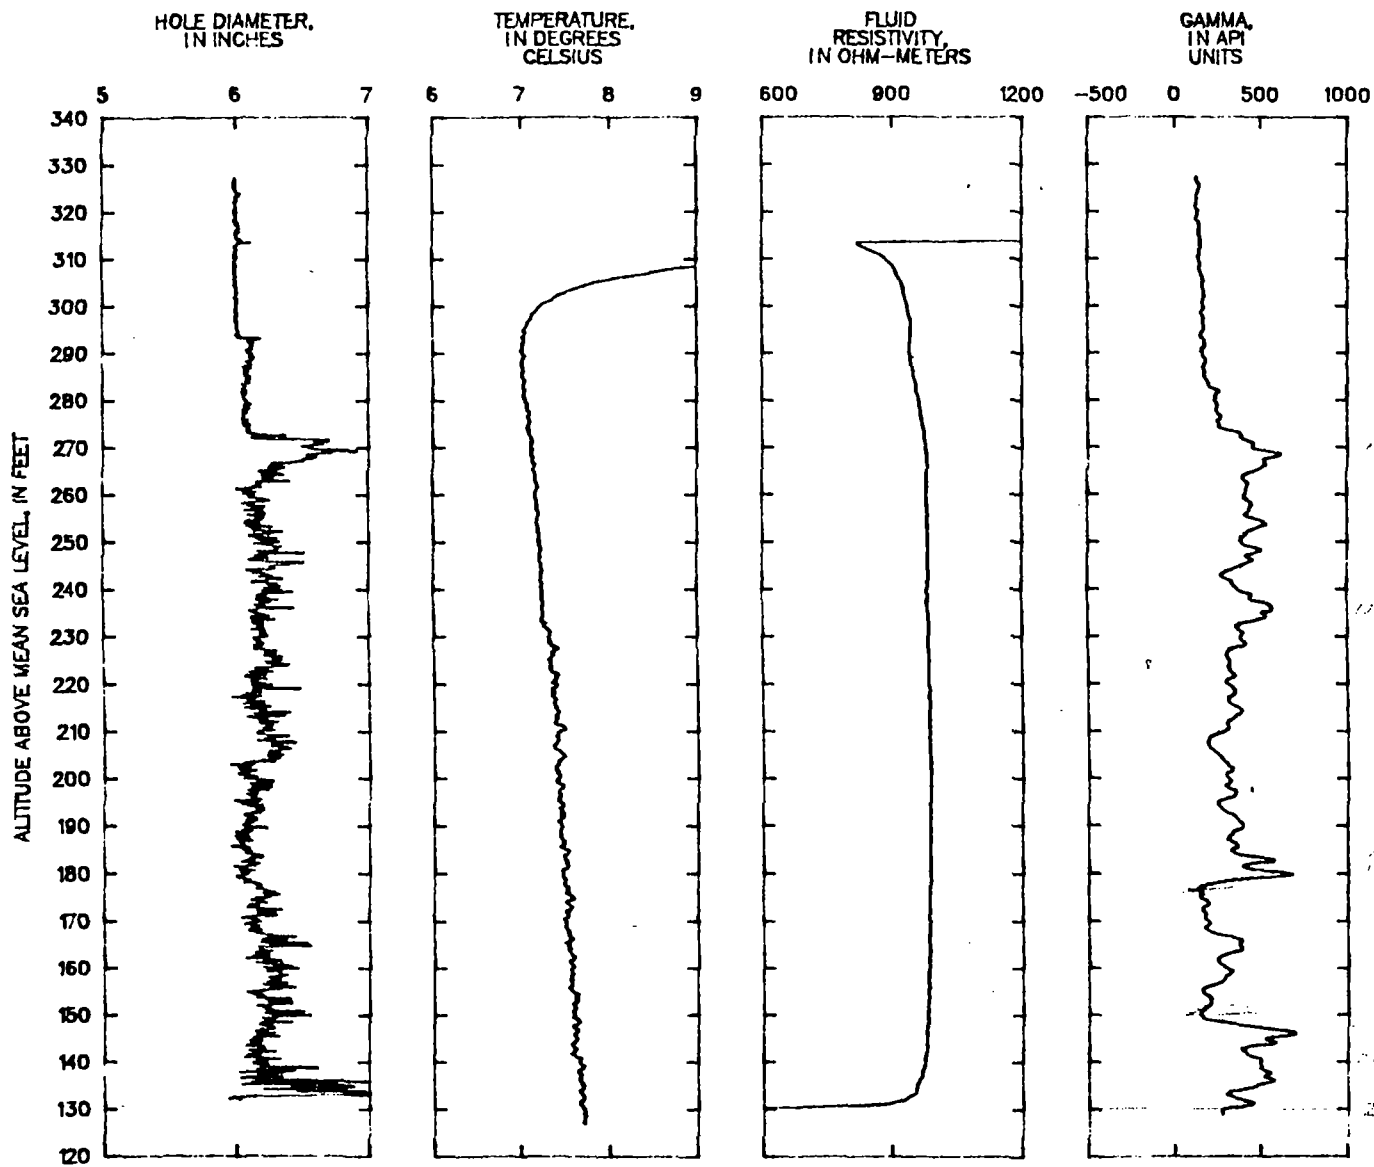 HOLE DIAMETER,
IN INCHES
TEMPERATURE,
IN DEGREES
CELSIUS
FLUID
RESISTIVITY,
IN OHM-METERS
GAMMA,
IN API
UNITS
5 6 7
6 7 8 9
600 900 1200
-500 0 500 1000
ALTITUDE ABOVE MEAN SEA LEVEL, IN FEET
340
330
320
310
300
290
280
270
260
250
240
230
220
210
200
190
180
170
160
150
140
130
120